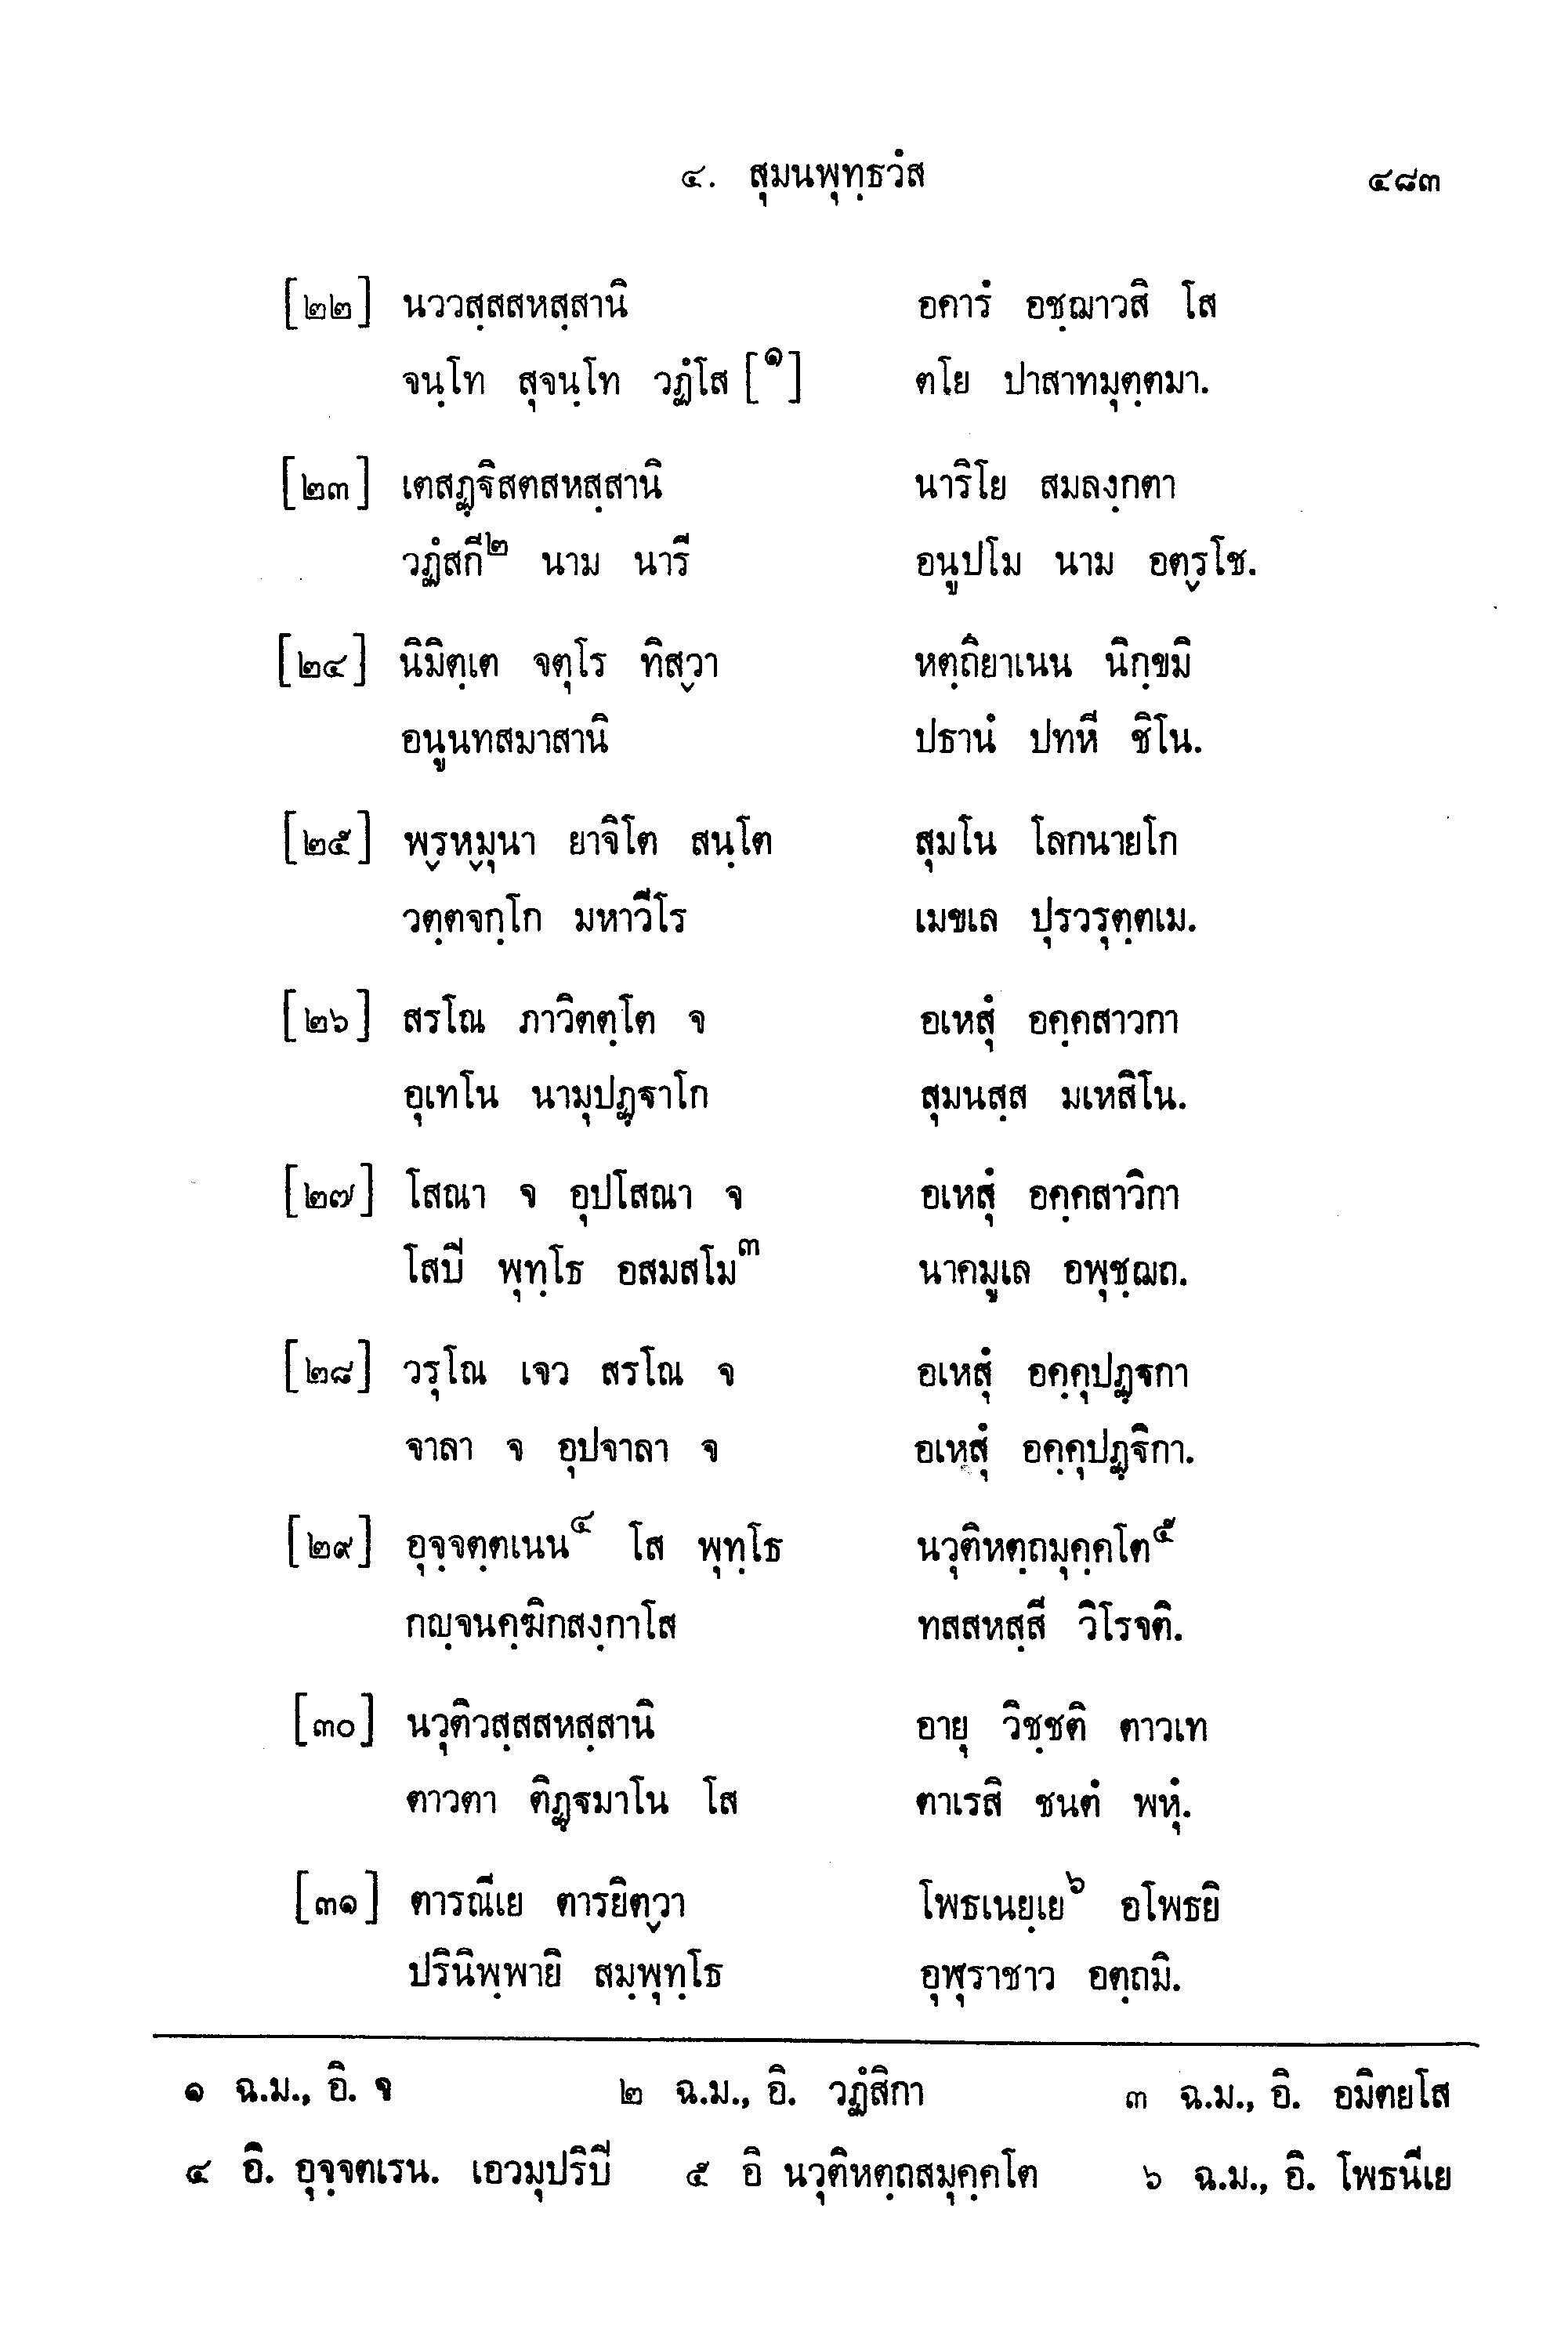 ๔. สุมนพุทฺธวํส ๔๘๓
[๒๒] นววสฺสสหสฺสานิ อคารํ อชฺฌาวสิ โส
จนฺโท สุจนฺโท วฏํโส [๑] ตโย ปาสาทมุตฺตมา.
[๒๓] เตสฏฺฐิสตสหสฺสานิ นาริโย สมลงฺกตา
วฏํสกี๒ นาม นารี อนูปโม นาม อตฺรโช.
[๒๔] นิมิตฺเต จตุโร ทิสฺวา หตฺถิยาเนน นิกฺขมิ
อนูนทสมาสานิ ปธานํ ปทหี ชิโน.
[๒๕] พฺรหฺมุนา ยาจิโต สนฺโต สุมโน โลกนายโก
วตฺตจกฺโก มหาวีโร เมขเล ปุรวรุตฺตเม.
[๒๖] สรโณ ภาวิตตฺโต จ อเหสุํ อคฺคสาวกา
อุเทโน นามุปฏฺฐาโก สุมนสฺส มเหสิโน.
[๒๗] โสณา จ อุปโสณา จ อเหสุํ อคฺคสาวิกา
โสปี พุทฺโธ อสมสโม๓ นาคมูเล อพุชฺฌถ.
[๒๘] วรุโณ เจว สรโณ จ อเหสุํ อคฺคุปฏฺฐกา
จาลา จ อุปจาลา จ อเหสุํ อคฺคุปฏฺฐิกา.
[๒๙] อุจฺจตฺตเนน๔ โส พุทฺโธ นวุติหตฺถมุคฺคโต๕
กญฺจนคฺฆิกสงฺกาโส ทสสหสฺสี วิโรจติ.
[๓๐] นวุติวสฺสสหสฺสานิ อายุ วิชฺชติ ตาวเท
ตาวตา ติฏฺฐมาโน โส ตาเรสิ ชนตํ พหุํ.
[๓๑] ตารณีเย ตารยิตฺวา โพธเนยฺเย๖ อโพธยิ
ปรินิพฺพายิ สมฺพุทฺโธ อุฬุราชาว อตฺถมิ.
๑ ฉ.ม., อิ. จ ๒ ฉ.ม., อิ. วฏํสิกา ๓ ฉ.ม., อิ. อมิตยโส
๔ อิ. อุจฺจตเรน. เอวมุปริปี ๕ อิ นวุติหตฺถสมุคฺคโต ๖ ฉ.ม., อิ. โพธนีเย